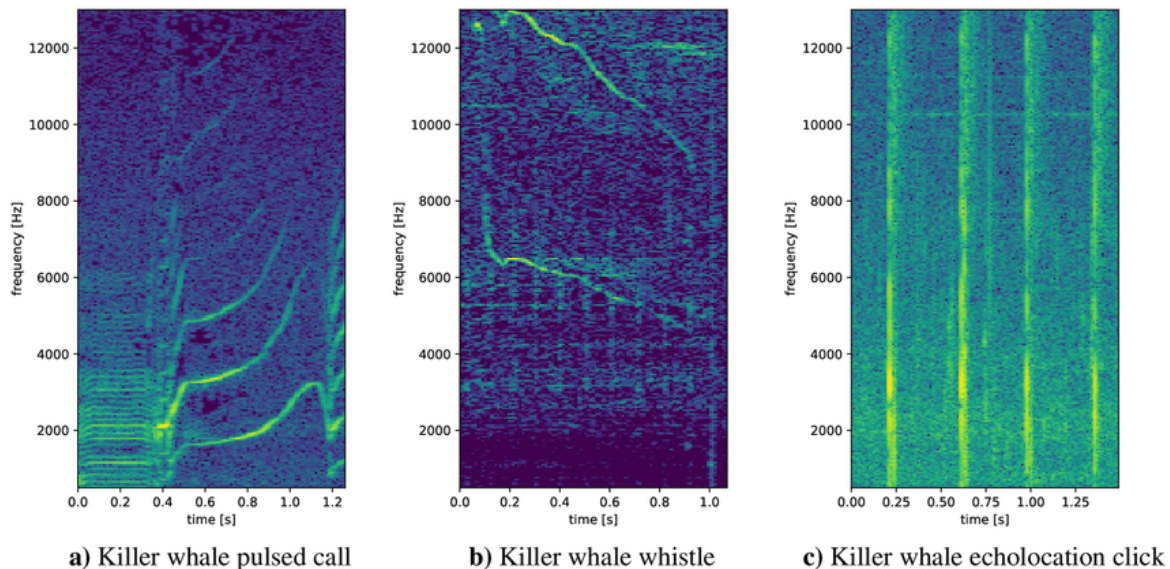 12000
10000
8000
6000
4000
2000
frequency [Hz]
0.0 0.2 0.4 0.6 0.8 1.0 1.2
time [s]
a) Killer whale pulsed call
12000
10000
8000
6000
4000
2000
frequency [Hz]
0.0 0.2 0.4 0.6 0.8 1.0
time [s]
b) Killer whale whistle
12000
10000
8000
6000
4000
2000
frequency [Hz]
0.0 0.25 0.50 0.75 1.00 1.25
time [s]
c) Killer whale echolocation click